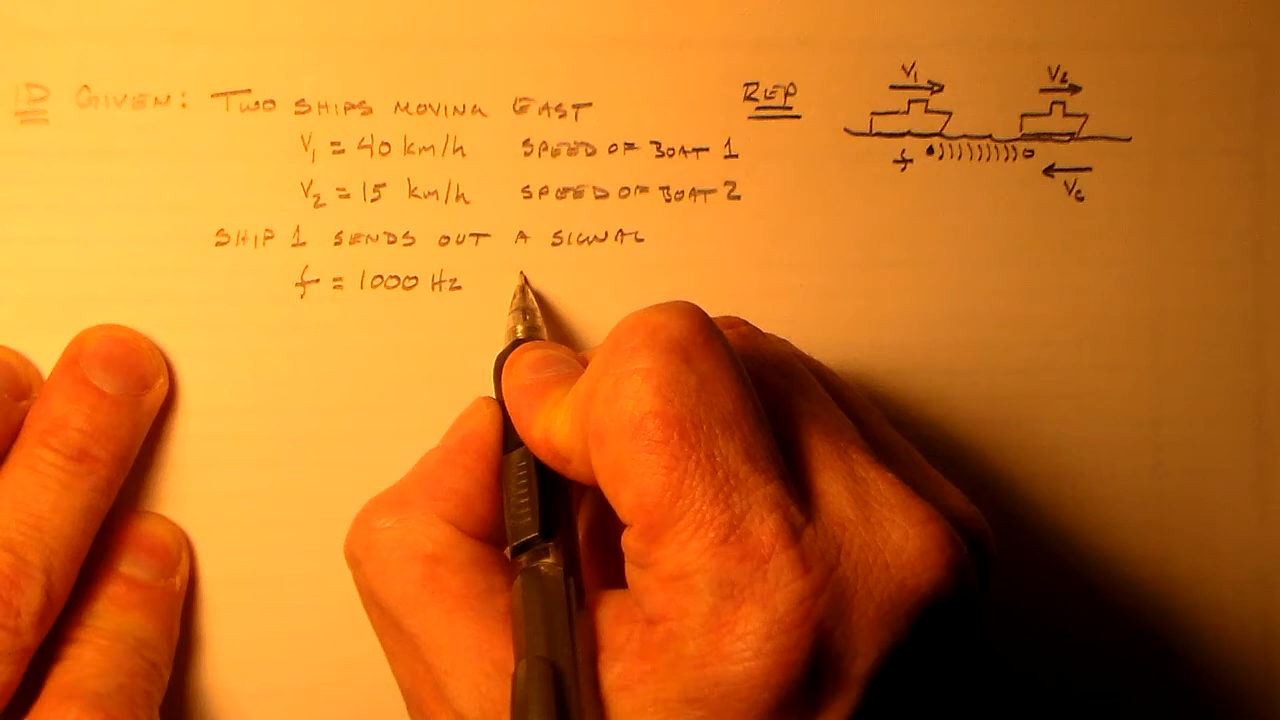 ID GIVEN: TWO SHIPS MOVING EAST
V₁ = 40 km/h SPEED OF BOAT 1
V₂ = 15 km/h SPEED OF BOAT 2
SHIP 1 SENDS OUT A SIGNAL
f = 1000 Hz
REP
V₁ V₂
f
Vc